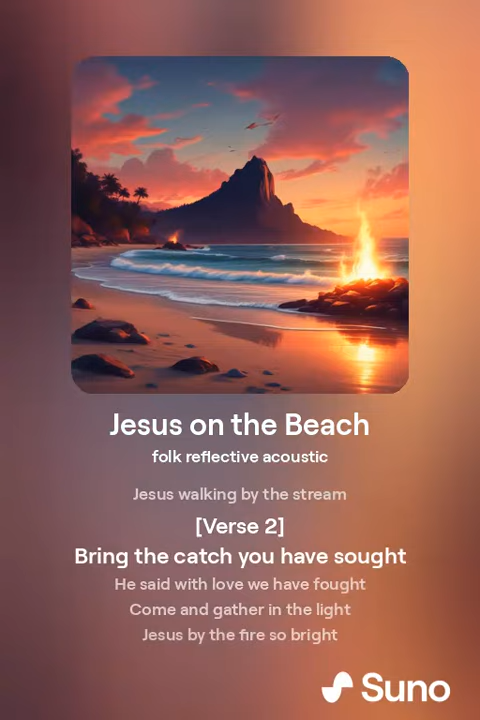 Jesus on the Beach
folk reflective acoustic
Jesus walking by the stream
[Verse 2]
Bring the catch you have sought
He said with love we have fought
Come and gather in the light
Jesus by the fire so bright
Suno